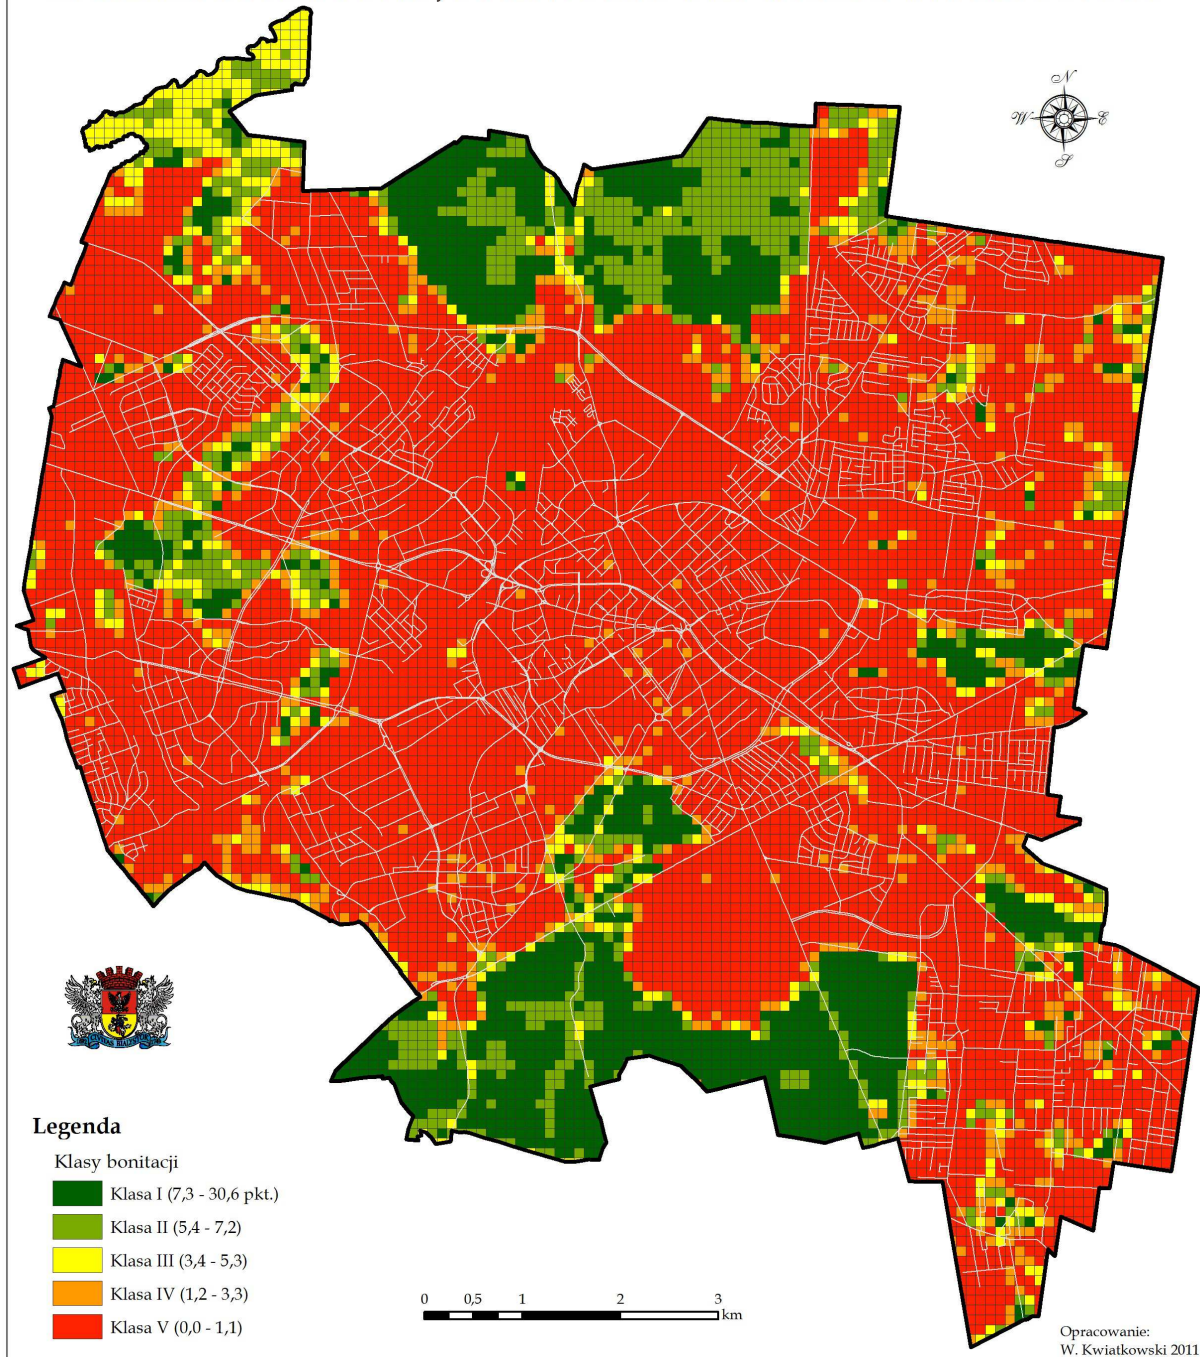 N
W
E
S
CIVITAS BIALYSTOK
Legenda
Klasy bonitacji
Klasa I (7,3 - 30,6 pkt.)
Klasa II (5,4 - 7,2)
Klasa III (3,4 - 5,3)
Klasa IV (1,2 - 3,3)
Klasa V (0,0 - 1,1)
0 0,5 1 2 3
km
Opracowanie:
W. Kwiatkowski 2011